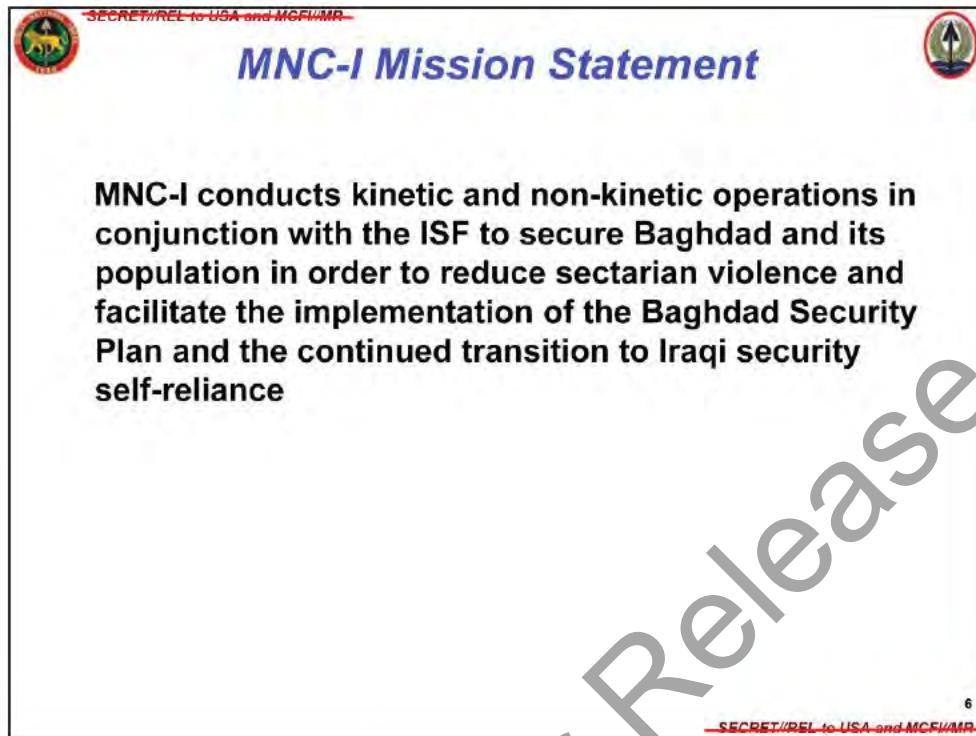 SECRET//REL to USA and MCFI//MR
MNC-I Mission Statement
MNC-I conducts kinetic and non-kinetic operations in
conjunction with the ISF to secure Baghdad and its
population in order to reduce sectarian violence and
facilitate the implementation of the Baghdad Security
Plan and the continued transition to Iraqi security
self-reliance
Release
6
SECRET//REL to USA and MCFI//MR